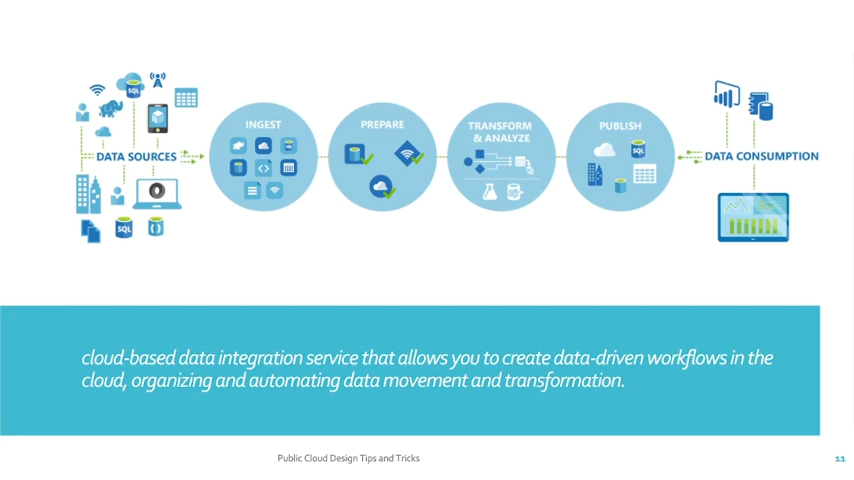 SQL
DATA SOURCES
SQL
INGEST
PREPARE
TRANSFORM
& ANALYZE
PUBLISH
SQL
DATA CONSUMPTION
cloud-based data integration service that allows you to create data-driven workflows in the
cloud, organizing and automating data movement and transformation.
Public Cloud Design Tips and Tricks
11